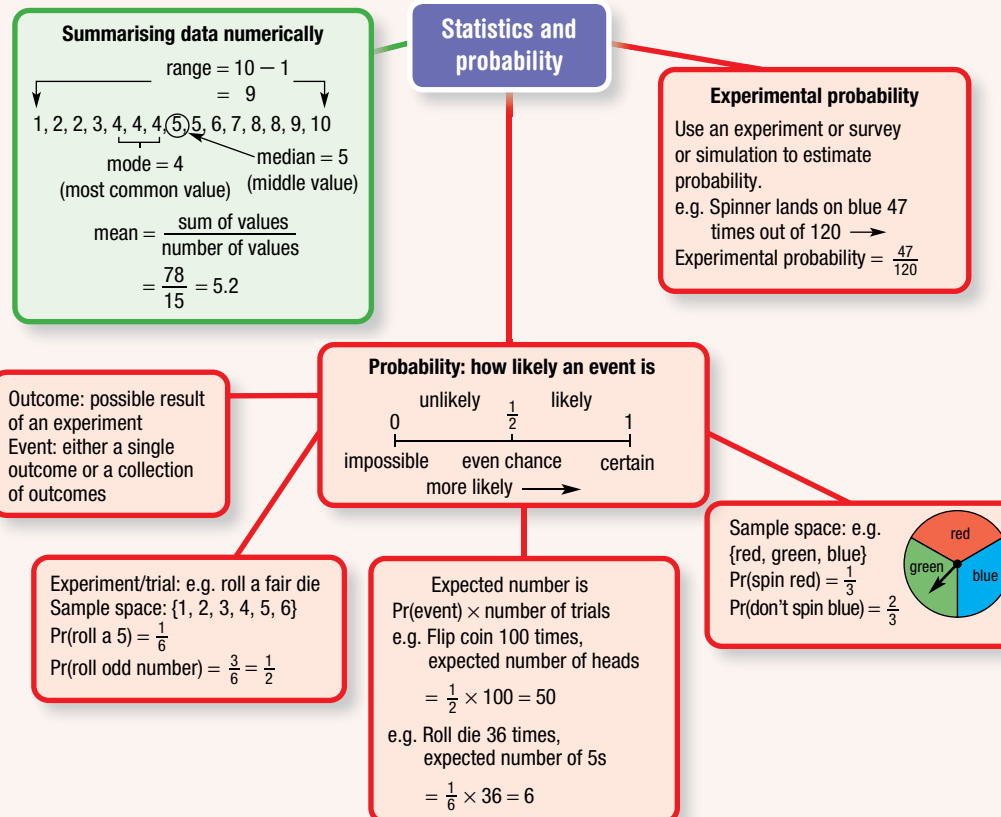 Statistics and
probability
Summarising data numerically
range = 10 − 1
= 9
1, 2, 2, 3, 4, 4, 4, 5, 5, 6, 7, 8, 8, 9, 10
mode = 4
(most common value)
median = 5
(middle value)
mean = sum of values / number of values
= 78/15 = 5.2
Experimental probability
Use an experiment or survey
or simulation to estimate
probability.
e.g. Spinner lands on blue 47
times out of 120 →
Experimental probability = 47/120
Probability: how likely an event is
unlikely likely
0 1/2 1
impossible even chance certain
more likely →
Outcome: possible result
of an experiment
Event: either a single
outcome or a collection
of outcomes
Experiment/trial: e.g. roll a fair die
Sample space: {1, 2, 3, 4, 5, 6}
Pr(roll a 5) = 1/6
Pr(roll odd number) = 3/6 = 1/2
Expected number is
Pr(event) × number of trials
e.g. Flip coin 100 times,
expected number of heads
= 1/2 × 100 = 50
e.g. Roll die 36 times,
expected number of 5s
= 1/6 × 36 = 6
Sample space: e.g.
{red, green, blue}
Pr(spin red) = 1/3
Pr(don't spin blue) = 2/3
red
green
blue